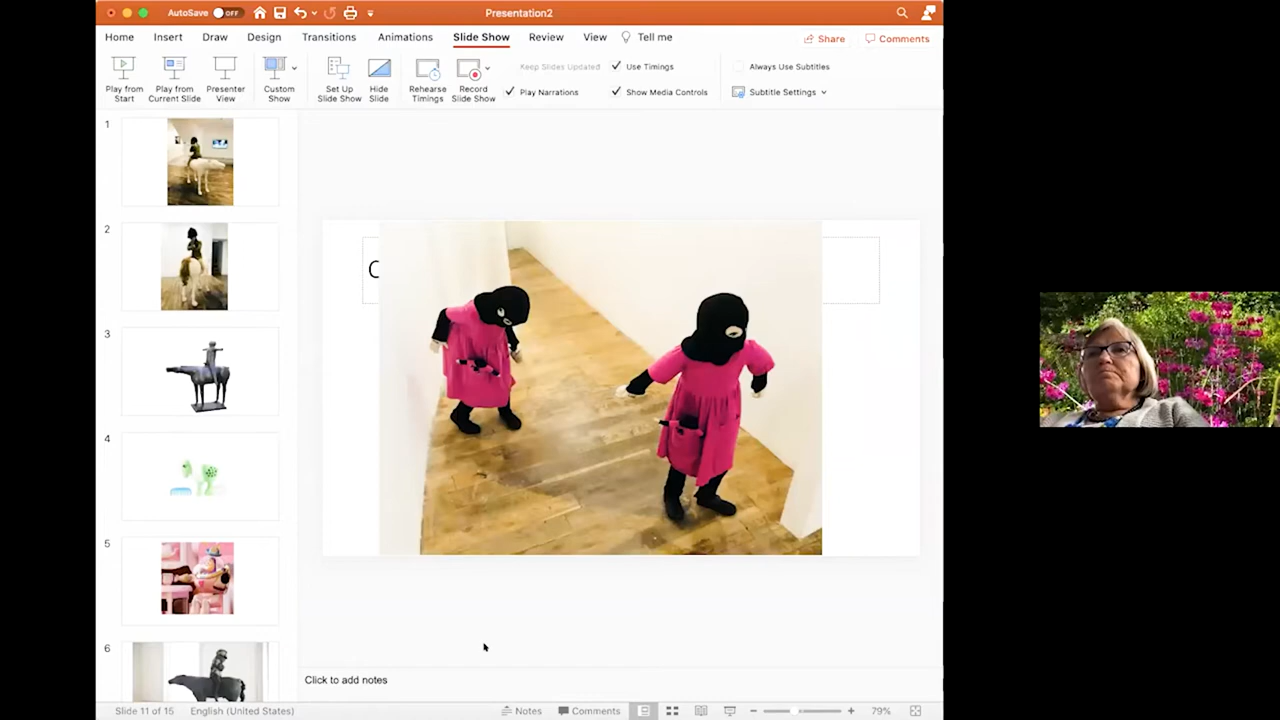 AutoSave OFF Presentation2
Home Insert Draw Design Transitions Animations Slide Show Review View Tell me Share Comments
Play from Start
Play from Current Slide
Presenter View
Custom Show
Set Up Slide Show
Hide Slide
Rehearse Timings
Record Slide Show
Keep Slides Updated Use Timings Always Use Subtitles
Play Narrations Show Media Controls Subtitle Settings
1
2
3
4
5
6
C
Click to add notes
Slide 11 of 15 English (United States) Notes Comments 79%